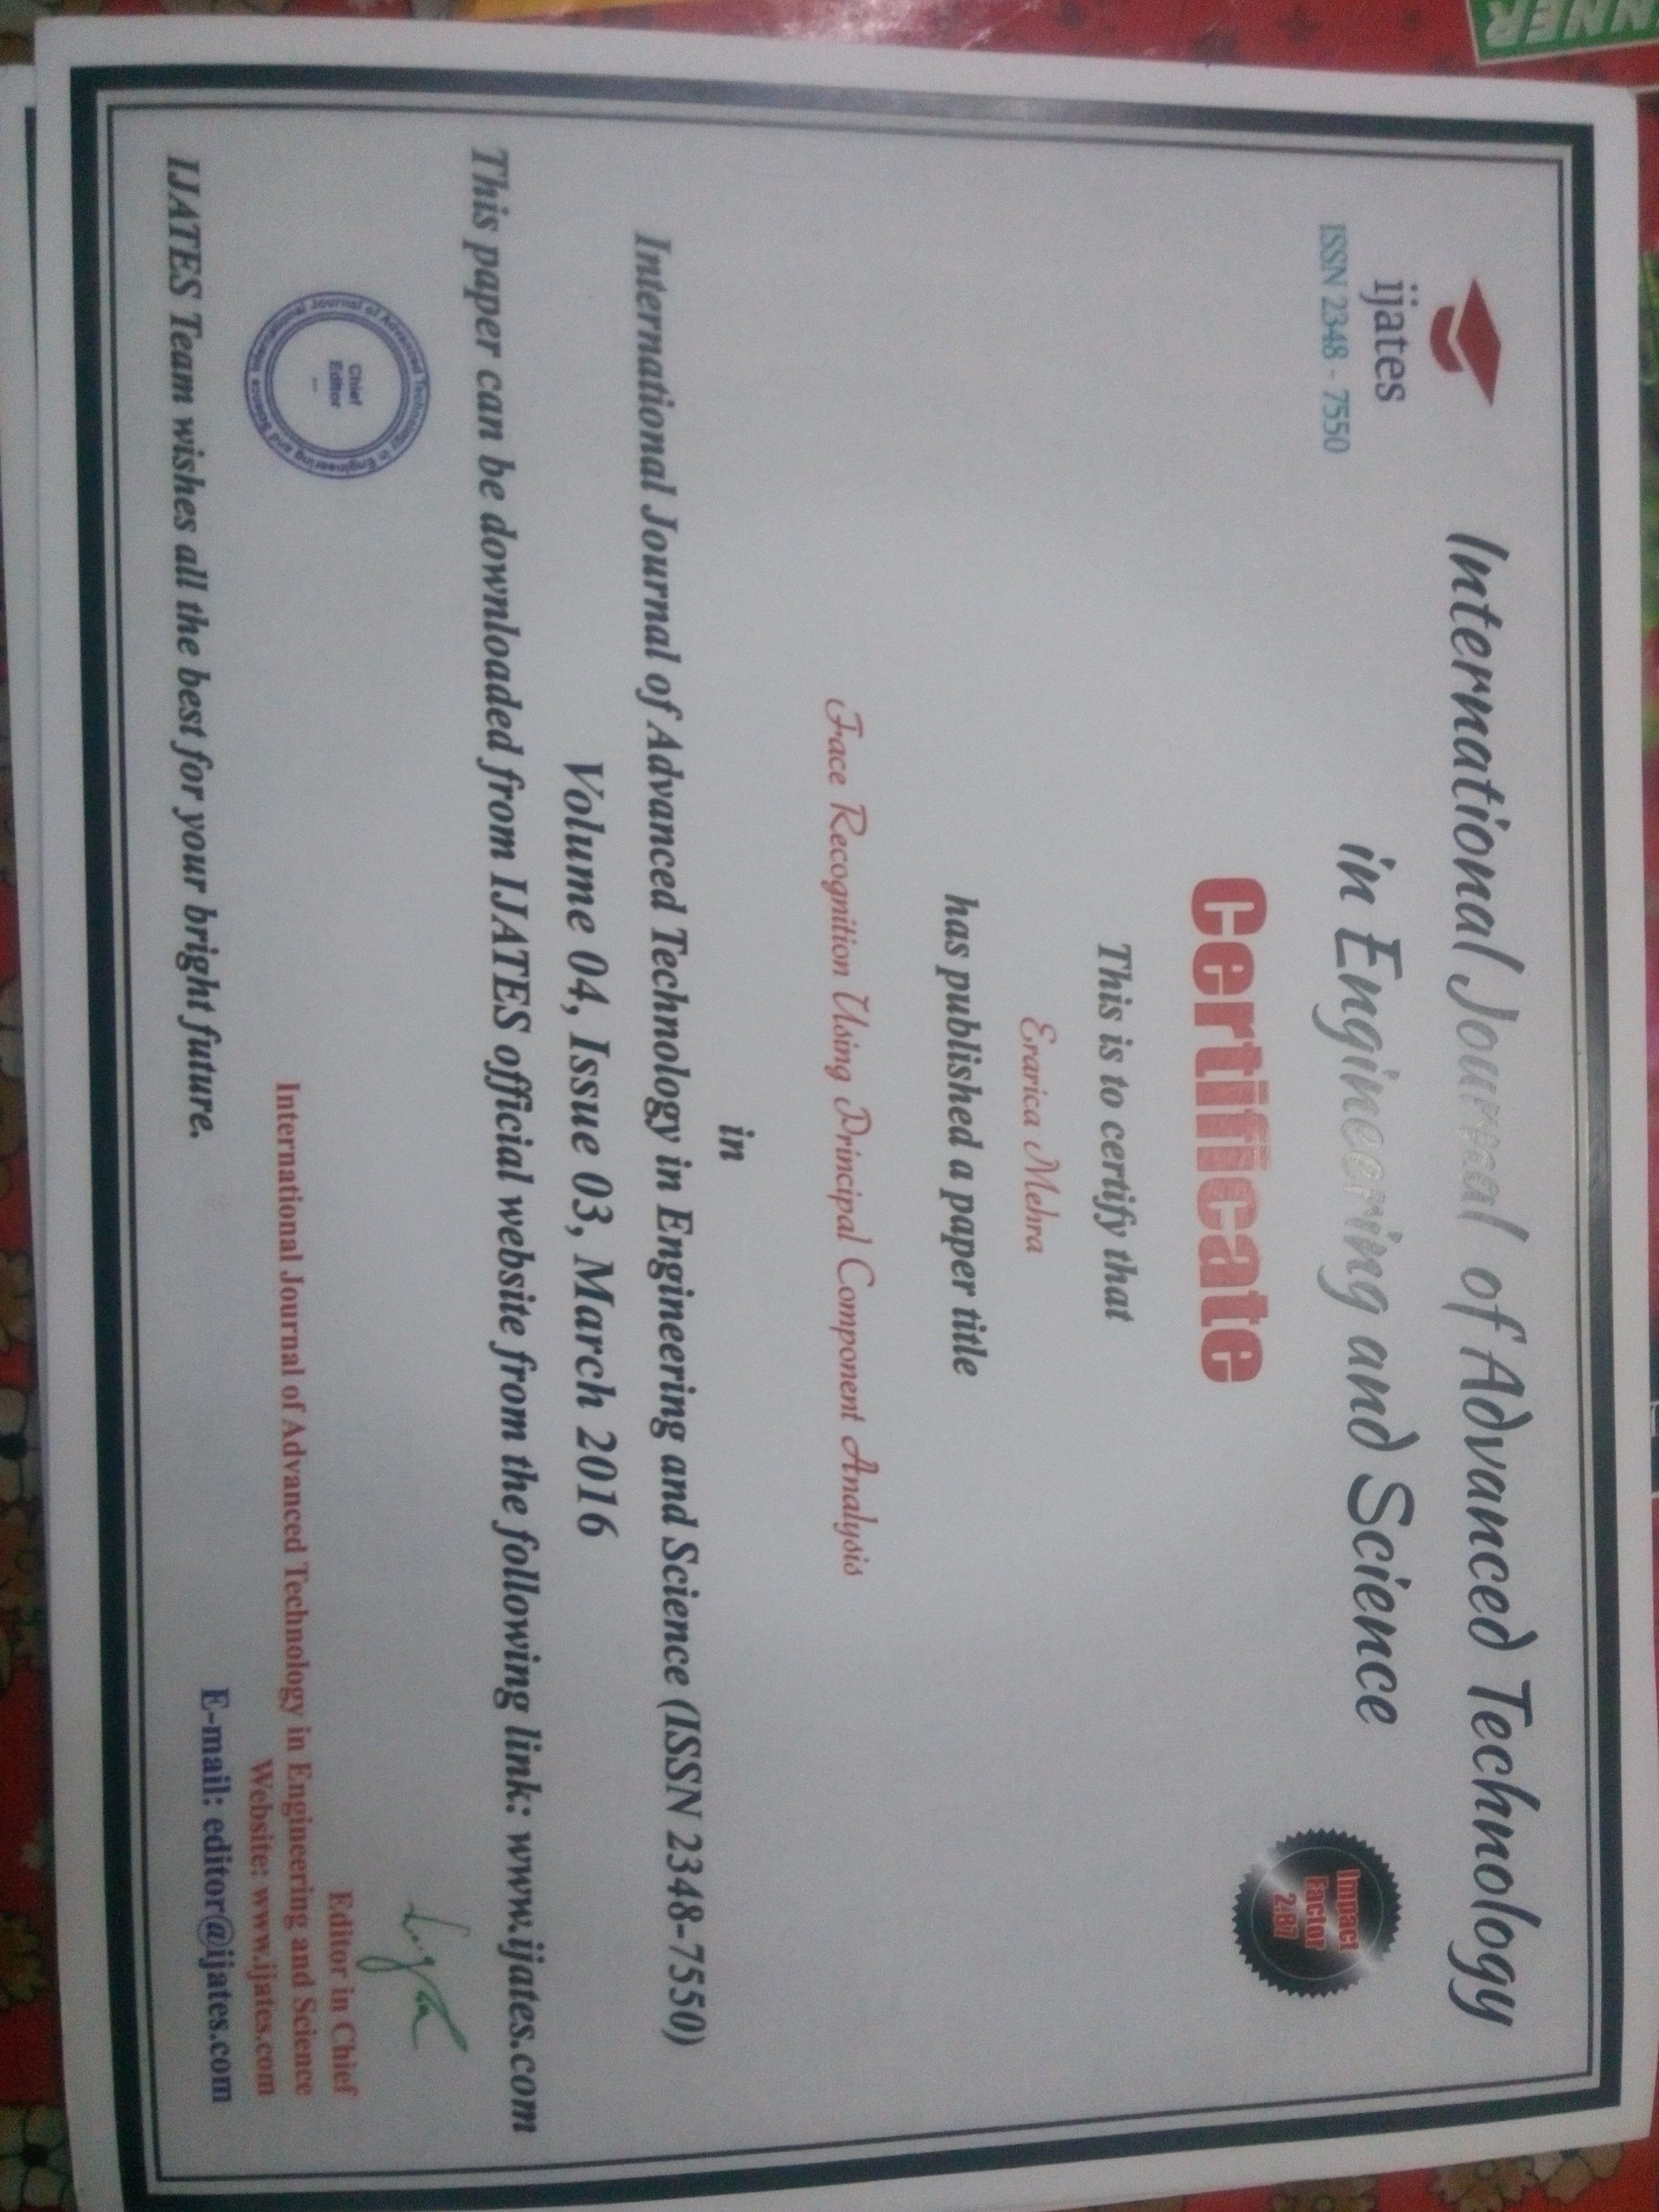 International Journal of Advanced Technology
in Engineering and Science
ijates
ISSN 2348 - 7550
Impact
Factor
2.87
Certificate
This is to certify that
Erarica Mehra
has published a paper title
Face Recognition Using Principal Component Analysis
in
International Journal of Advanced Technology in Engineering and Science (ISSN 2348-7550)
Volume 04, Issue 03, March 2016
This paper can be downloaded from IJATES official website from the following link: www.ijates.com
International Journal of Advanced Technology in Engineering and Science
Chief
Editor
Editor in Chief
International Journal of Advanced Technology in Engineering and Science
Website: www.ijates.com
E-mail: editor@ijates.com
IJATES Team wishes all the best for your bright future.